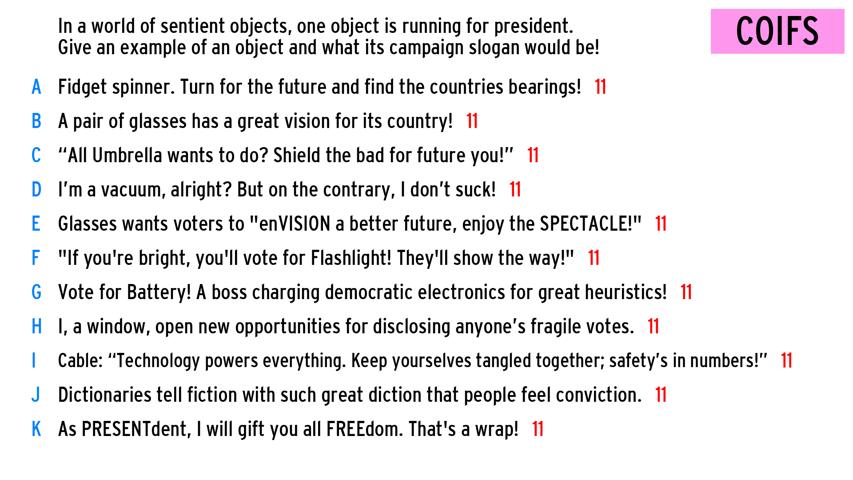 In a world of sentient objects, one object is running for president.
Give an example of an object and what its campaign slogan would be!
COIFS
A Fidget spinner. Turn for the future and find the countries bearings! 11
B A pair of glasses has a great vision for its country! 11
C “All Umbrella wants to do? Shield the bad for future you!” 11
D I’m a vacuum, alright? But on the contrary, I don’t suck! 11
E Glasses wants voters to "enVISION a better future, enjoy the SPECTACLE!" 11
F "If you're bright, you'll vote for Flashlight! They'll show the way!" 11
G Vote for Battery! A boss charging democratic electronics for great heuristics! 11
H I, a window, open new opportunities for disclosing anyone’s fragile votes. 11
I Cable: “Technology powers everything. Keep yourselves tangled together; safety’s in numbers!” 11
J Dictionaries tell fiction with such great diction that people feel conviction. 11
K As PRESENTdent, I will gift you all FREEdom. That's a wrap! 11